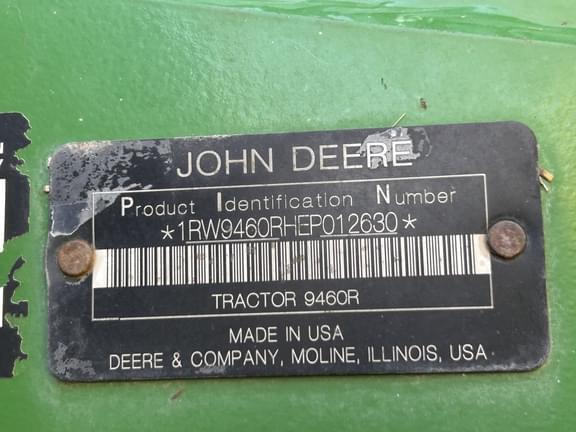 JOHN DEERE
Product Identification Number
*1RW9460RHEP012630*
TRACTOR 9460R
MADE IN USA
DEERE & COMPANY, MOLINE, ILLINOIS, USA